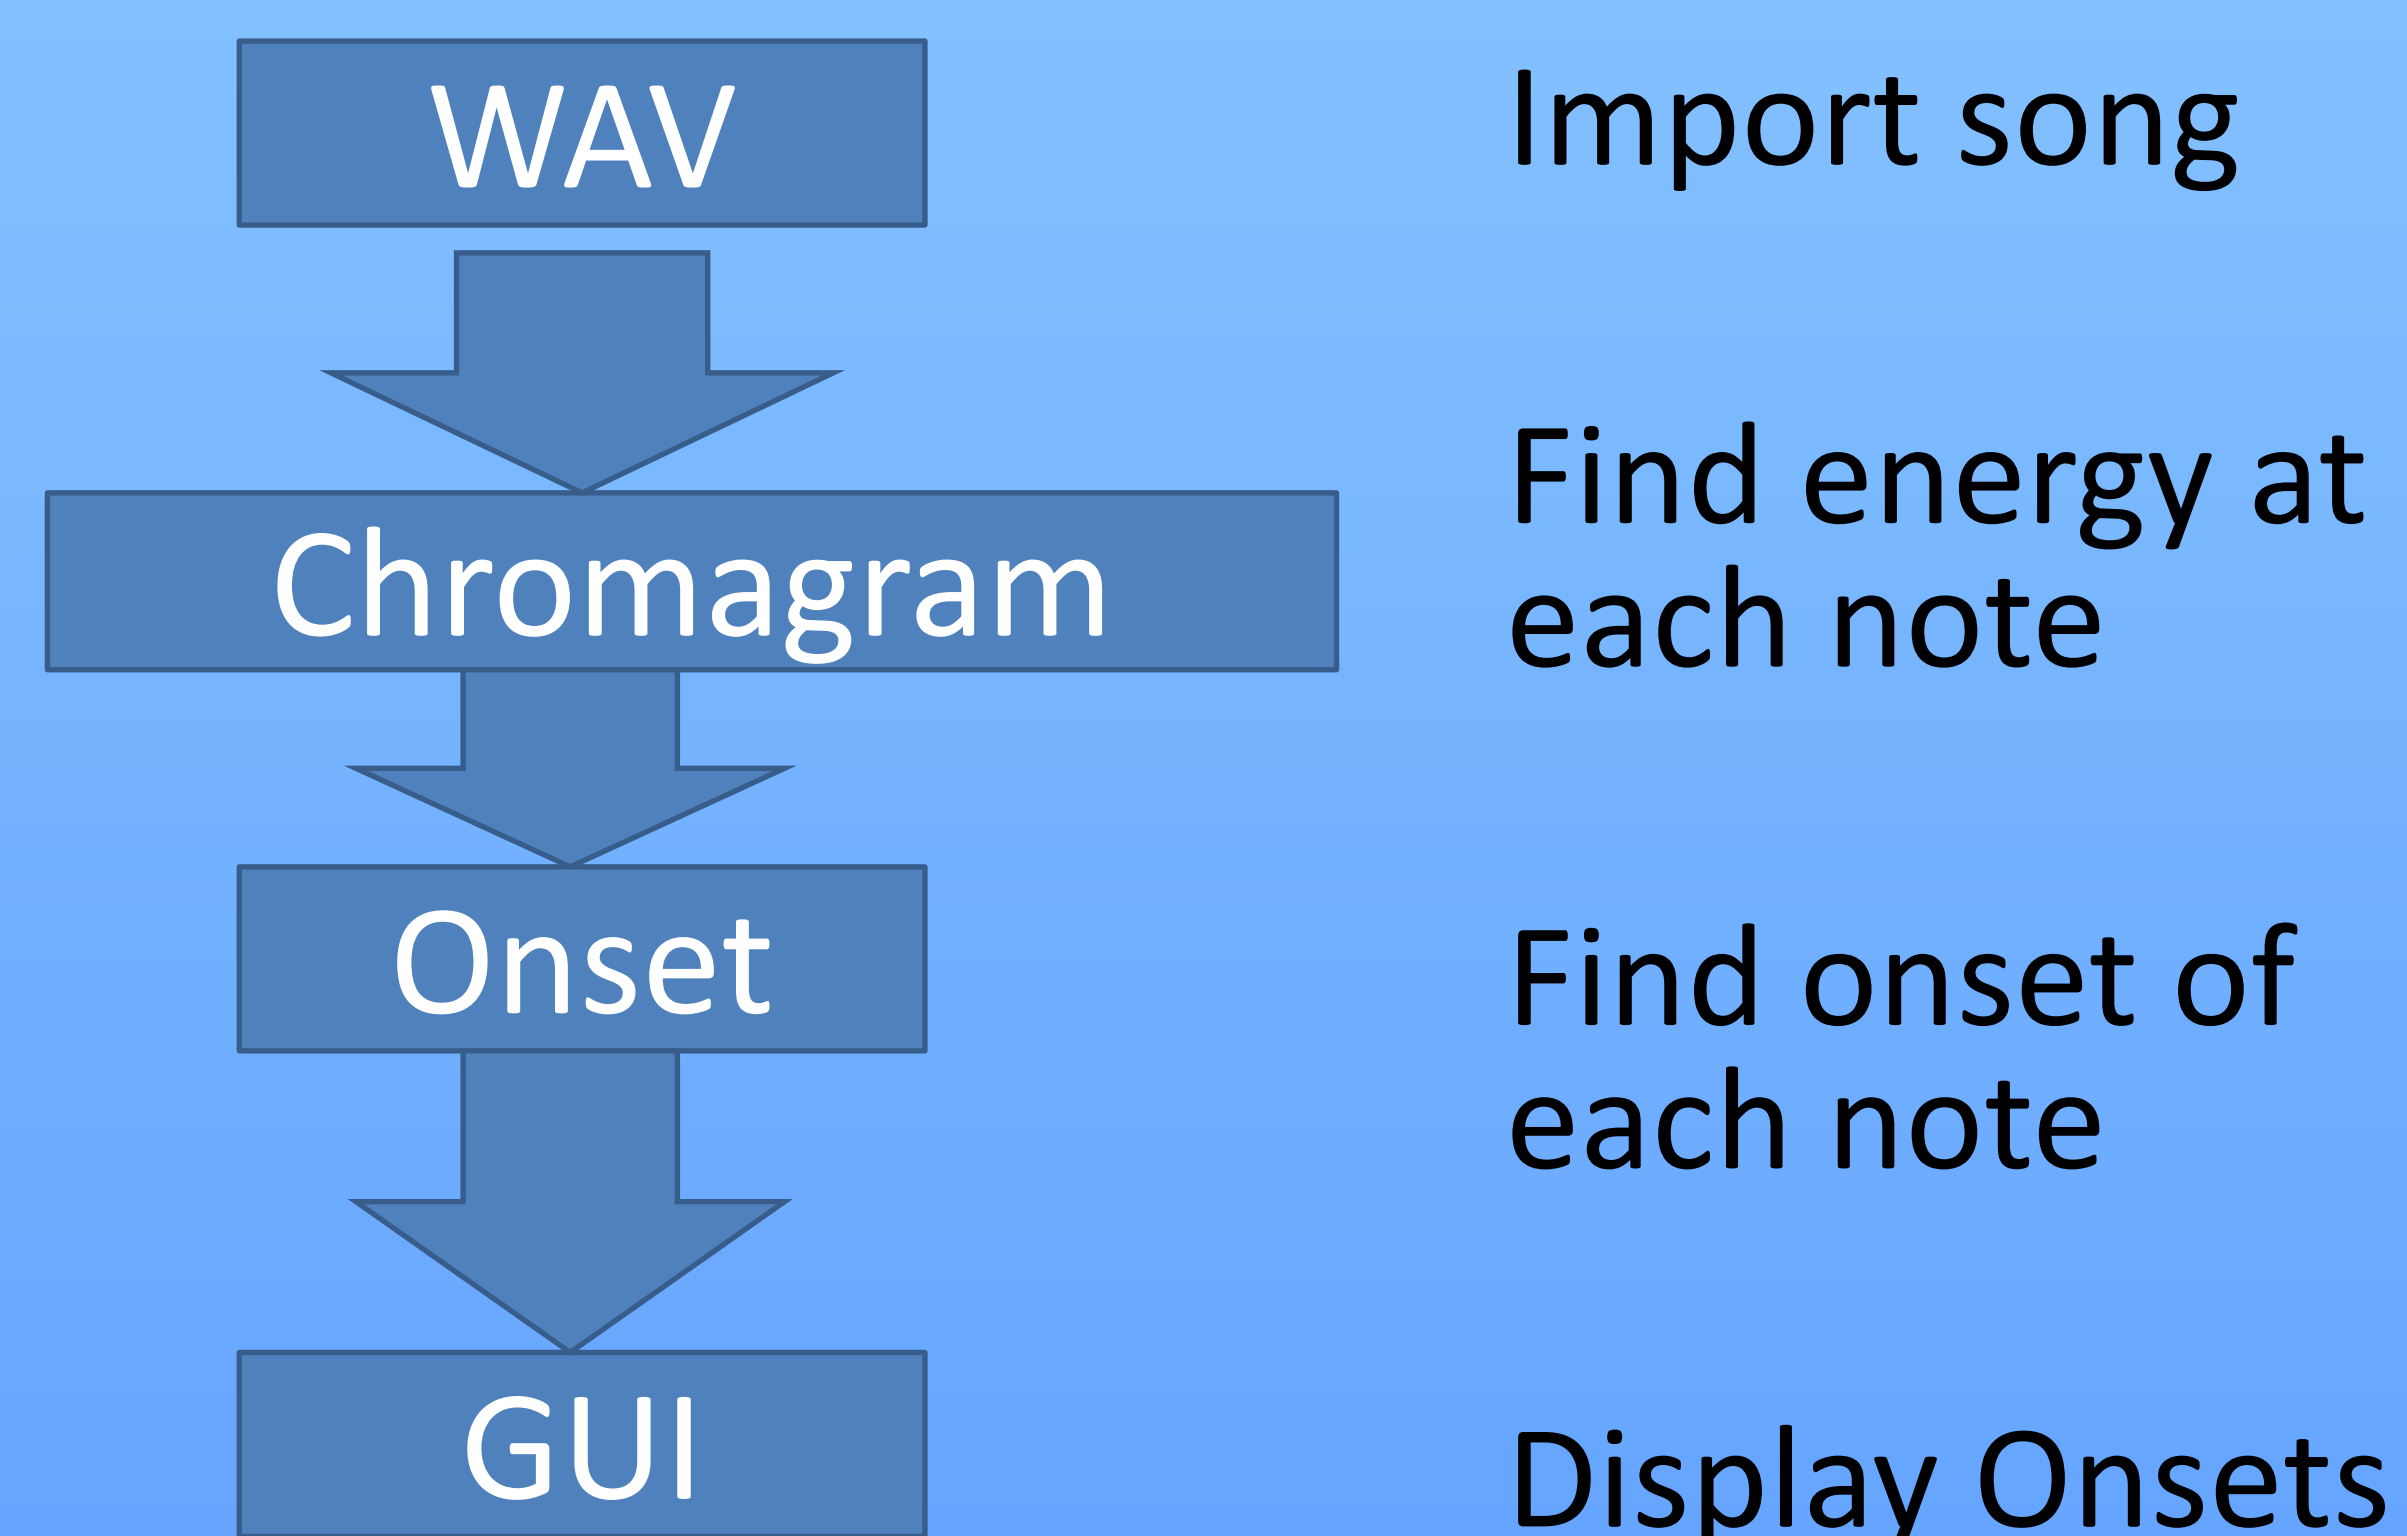 WAV
Import song
Chromagram
Find energy at
each note
Onset
Find onset of
each note
GUI
Display Onsets